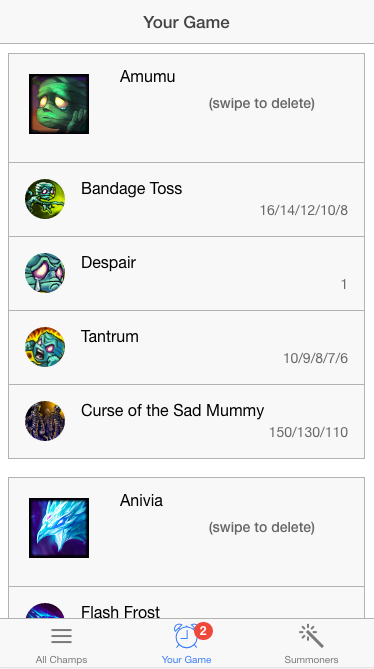 Your Game
Amumu
(swipe to delete)
Bandage Toss
16/14/12/10/8
Despair
1
Tantrum
10/9/8/7/6
Curse of the Sad Mummy
150/130/110
Anivia
(swipe to delete)
Flash Frost
2
All Champs
Your Game
Summoners